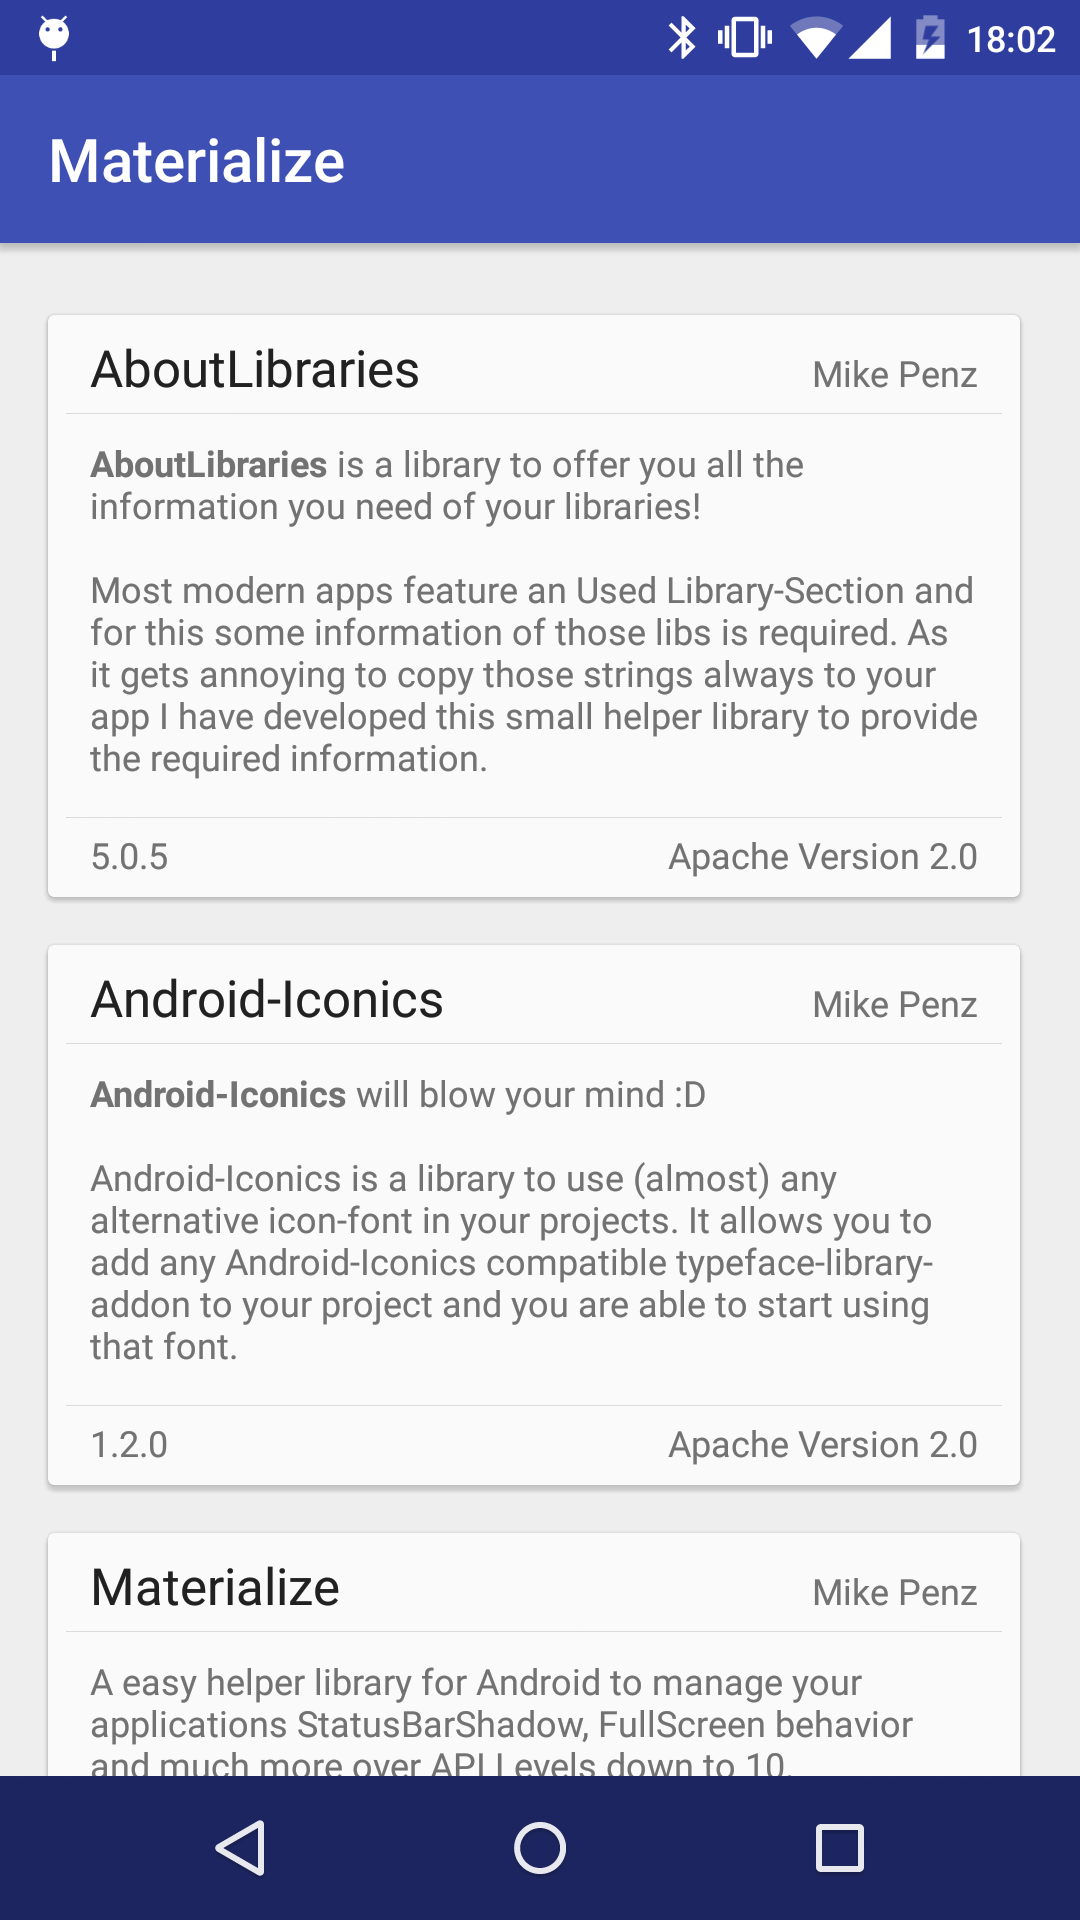 18:02
Materialize
AboutLibraries Mike Penz
AboutLibraries is a library to offer you all the
information you need of your libraries!
Most modern apps feature an Used Library-Section and
for this some information of those libs is required. As
it gets annoying to copy those strings always to your
app I have developed this small helper library to provide
the required information.
5.0.5 Apache Version 2.0
Android-Iconics Mike Penz
Android-Iconics will blow your mind :D
Android-Iconics is a library to use (almost) any
alternative icon-font in your projects. It allows you to
add any Android-Iconics compatible typeface-library-
addon to your project and you are able to start using
that font.
1.2.0 Apache Version 2.0
Materialize Mike Penz
A easy helper library for Android to manage your
applications StatusBarShadow, FullScreen behavior
and much more over API Levels down to 10.